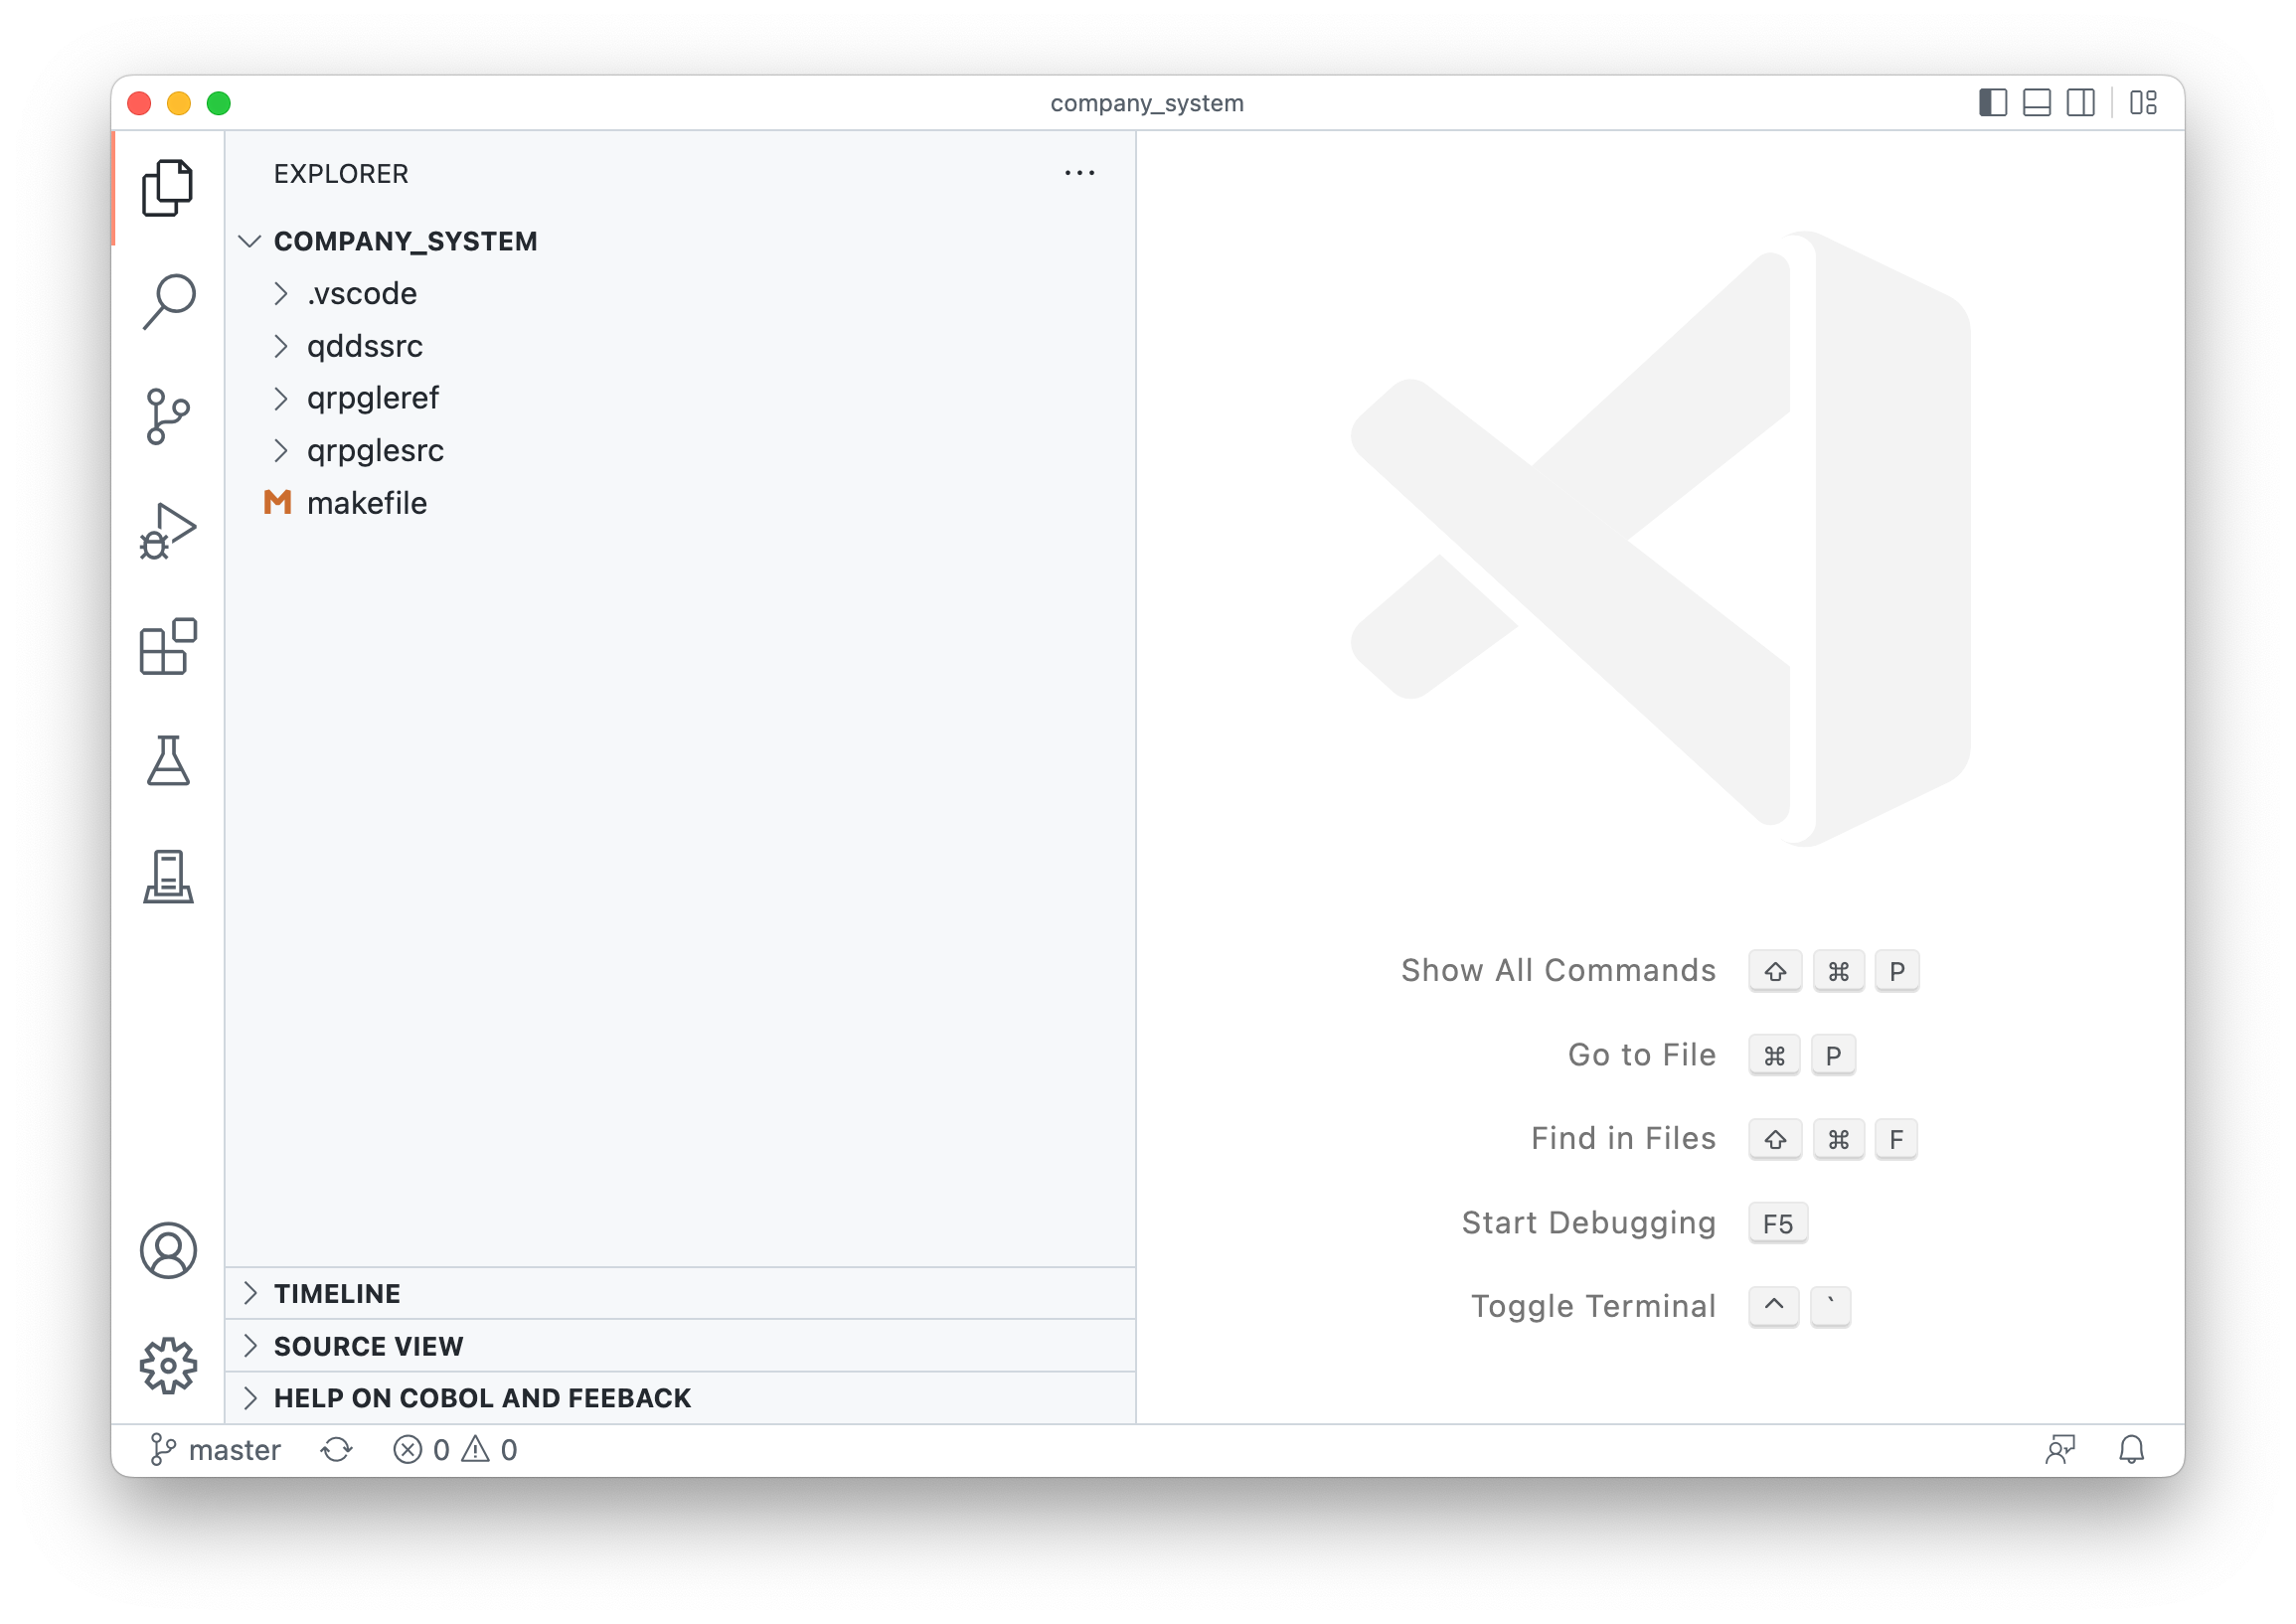 company_system
EXPLORER
COMPANY_SYSTEM
.vscode
qddssrc
qrpgleref
qrpglesrc
M makefile
TIMELINE
SOURCE VIEW
HELP ON COBOL AND FEEBACK
Show All Commands ⇧ ⌘ P
Go to File ⌘ P
Find in Files ⇧ ⌘ F
Start Debugging F5
Toggle Terminal ^ `
master 0 0